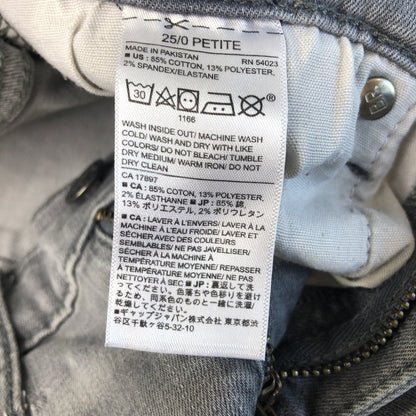 25/0 PETITE
MADE IN PAKISTAN RN 54023
■ US : 85% COTTON, 13% POLYESTER,
2% SPANDEX/ELASTANE
30
1166
WASH INSIDE OUT/ MACHINE WASH
COLD/ WASH AND DRY WITH LIKE
COLORS/ DO NOT BLEACH/ TUMBLE
DRY MEDIUM/ WARM IRON/ DO NOT
DRY CLEAN
CA 17897
■ CA : 85% COTTON, 13% POLYESTER,
2% ÉLASTHANNE ■ JP : 85% 綿,
13% ポリエステル, 2% ポリウレタン
■ CA : LAVER À L'ENVERS/ LAVER À LA
MACHINE À L'EAU FROIDE/ LAVER ET
SÉCHER AVEC DES COULEURS
SEMBLABLES/ NE PAS JAVELLISER/
SÉCHER À LA MACHINE À
TEMPÉRATURE MOYENNE/ REPASSER
À TEMPÉRATURE MOYENNE/ NE PAS
NETTOYER À SEC ■ JP : 裏返して洗
ってください。色落ちや色移りし易い
ため、同系色のものと一緒に洗濯/
乾燥してください。
■ ギャップジャパン株式会社 東京都渋
谷区千駄ヶ谷5-32-10